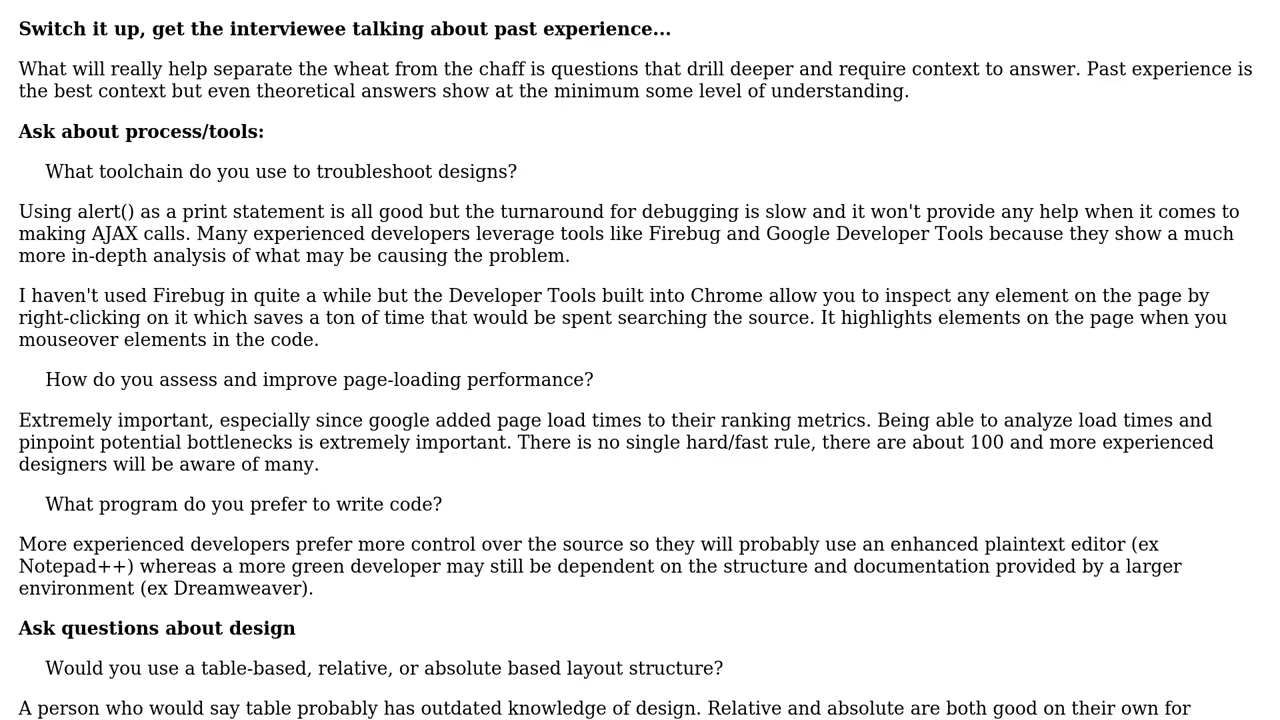 Switch it up, get the interviewee talking about past experience...
What will really help separate the wheat from the chaff is questions that drill deeper and require context to answer. Past experience is
the best context but even theoretical answers show at the minimum some level of understanding.
Ask about process/tools:
What toolchain do you use to troubleshoot designs?
Using alert() as a print statement is all good but the turnaround for debugging is slow and it won't provide any help when it comes to
making AJAX calls. Many experienced developers leverage tools like Firebug and Google Developer Tools because they show a much
more in-depth analysis of what may be causing the problem.
I haven't used Firebug in quite a while but the Developer Tools built into Chrome allow you to inspect any element on the page by
right-clicking on it which saves a ton of time that would be spent searching the source. It highlights elements on the page when you
mouseover elements in the code.
How do you assess and improve page-loading performance?
Extremely important, especially since google added page load times to their ranking metrics. Being able to analyze load times and
pinpoint potential bottlenecks is extremely important. There is no single hard/fast rule, there are about 100 and more experienced
designers will be aware of many.
What program do you prefer to write code?
More experienced developers prefer more control over the source so they will probably use an enhanced plaintext editor (ex
Notepad++) whereas a more green developer may still be dependent on the structure and documentation provided by a larger
environment (ex Dreamweaver).
Ask questions about design
Would you use a table-based, relative, or absolute based layout structure?
A person who would say table probably has outdated knowledge of design. Relative and absolute are both good on their own for